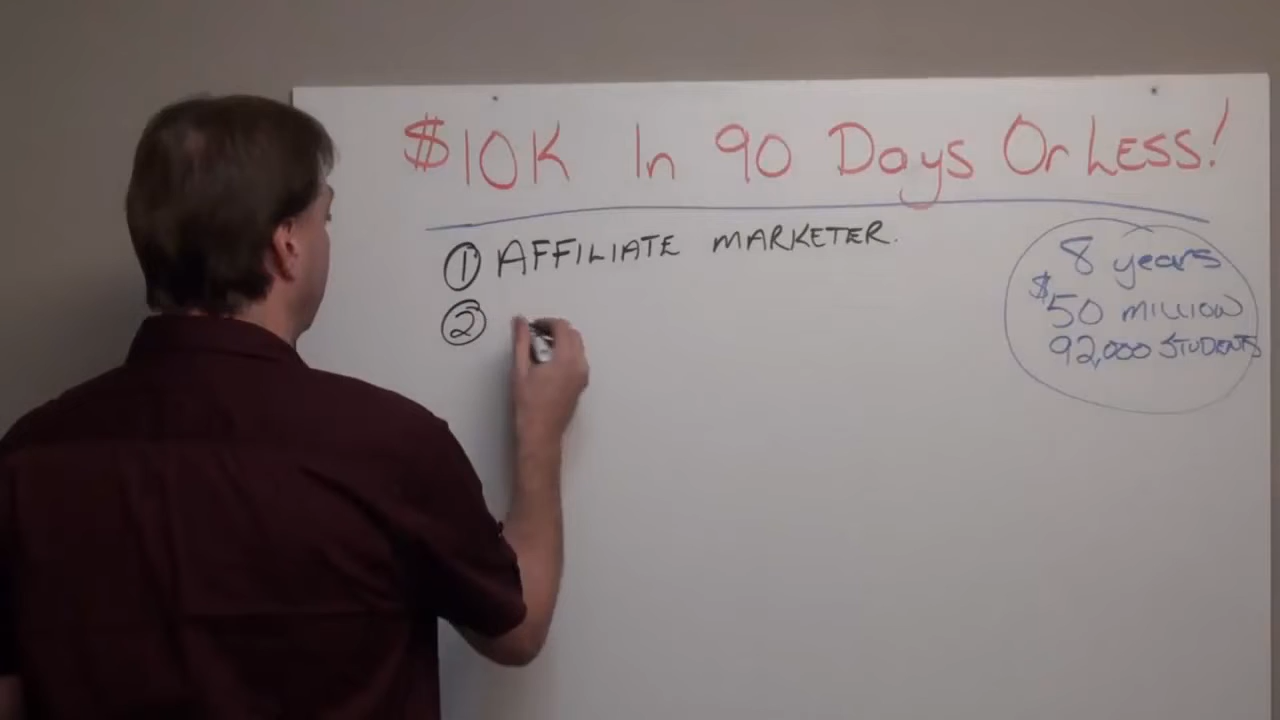 $10K In 90 Days Or LESS!
① AFFILIATE MARKETER.
②
8 years
$50 MILLION
92,000 STUDENTS